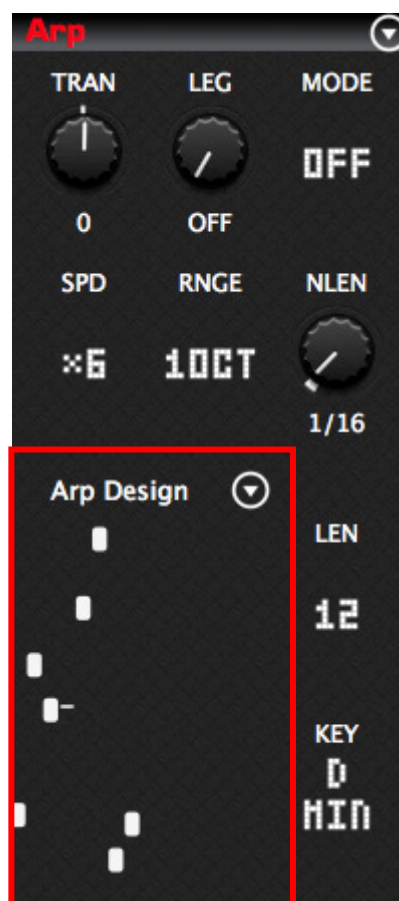 Arp
TRAN LEG MODE
OFF
0 OFF
SPD RNGE NLEN
×6 1OCT
1/16
Arp Design
LEN
12
KEY
D
MIN